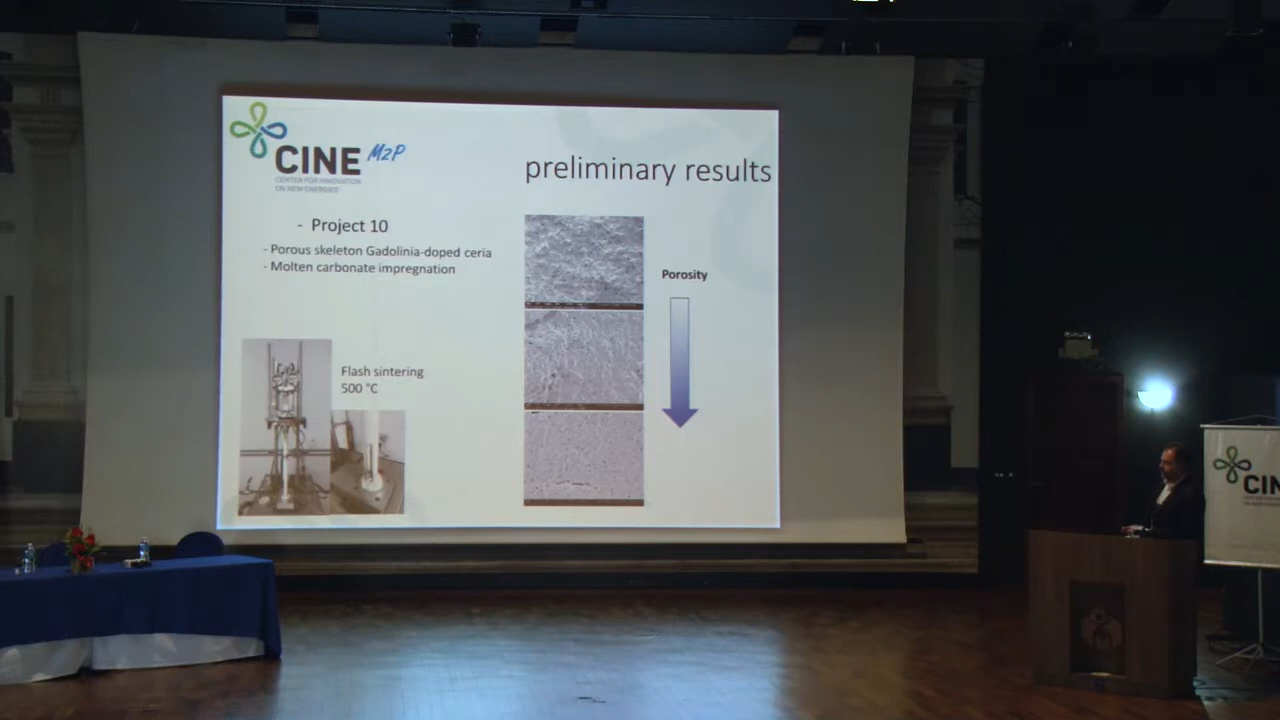 CINE M2P
CENTER FOR INNOVATION
ON NEW ENERGIES
preliminary results
- Project 10
- Porous skeleton Gadolinia-doped ceria
- Molten carbonate impregnation
Porosity
Flash sintering
500 °C
CIN